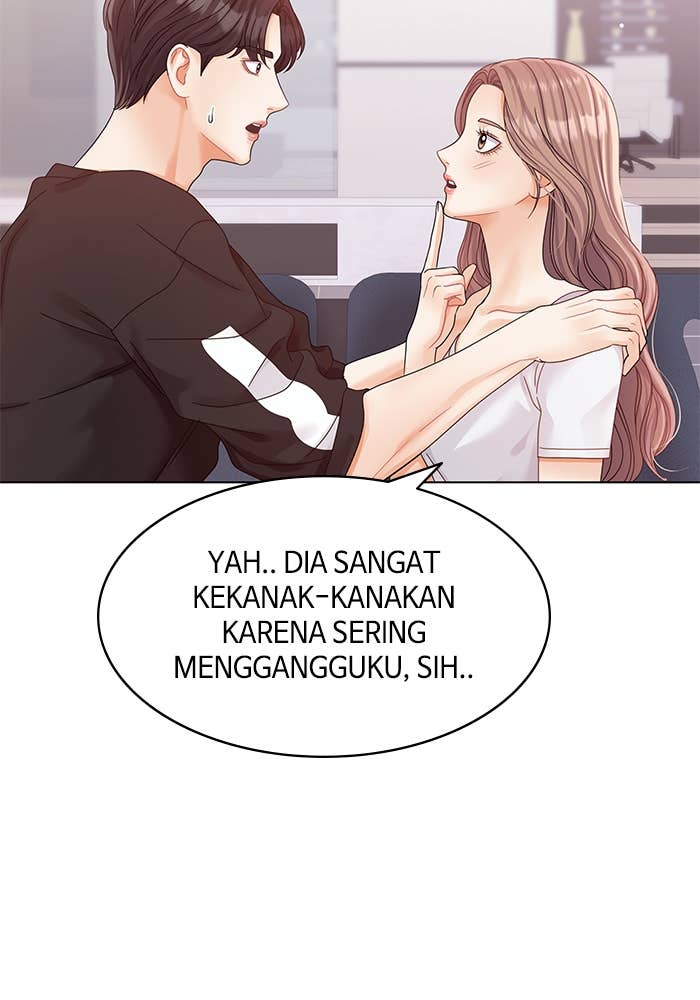 YAH.. DIA SANGAT
KEKANAK-KANAKAN
KARENA SERING
MENGGANGGUKU, SIH..